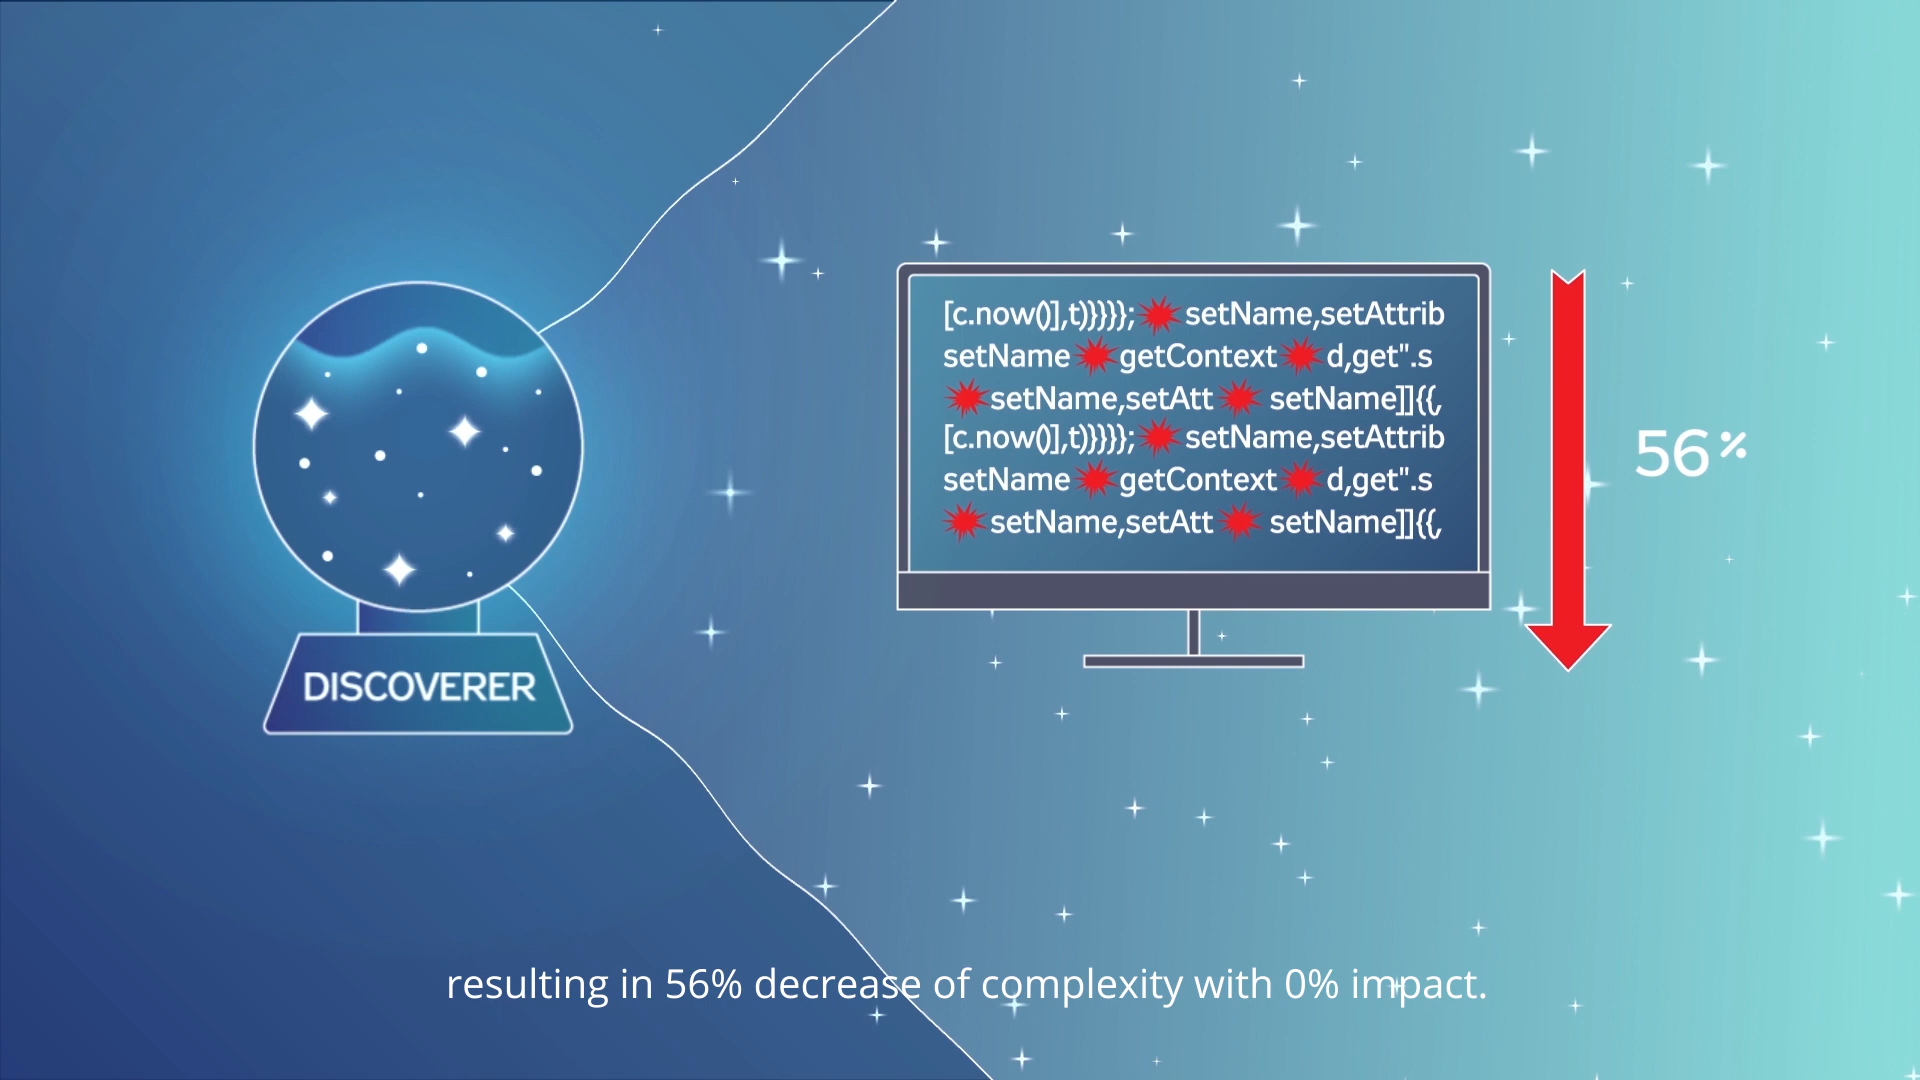 DISCOVERER
[c.now()],t)}}}}; setName,setAttrib
setName getContext d,get".s
setName,setAtt setName]]{{,
[c.now()],t)}}}}; setName,setAttrib
setName getContext d,get".s
setName,setAtt setName]]{{,
56%
resulting in 56% decrease of complexity with 0% impact.